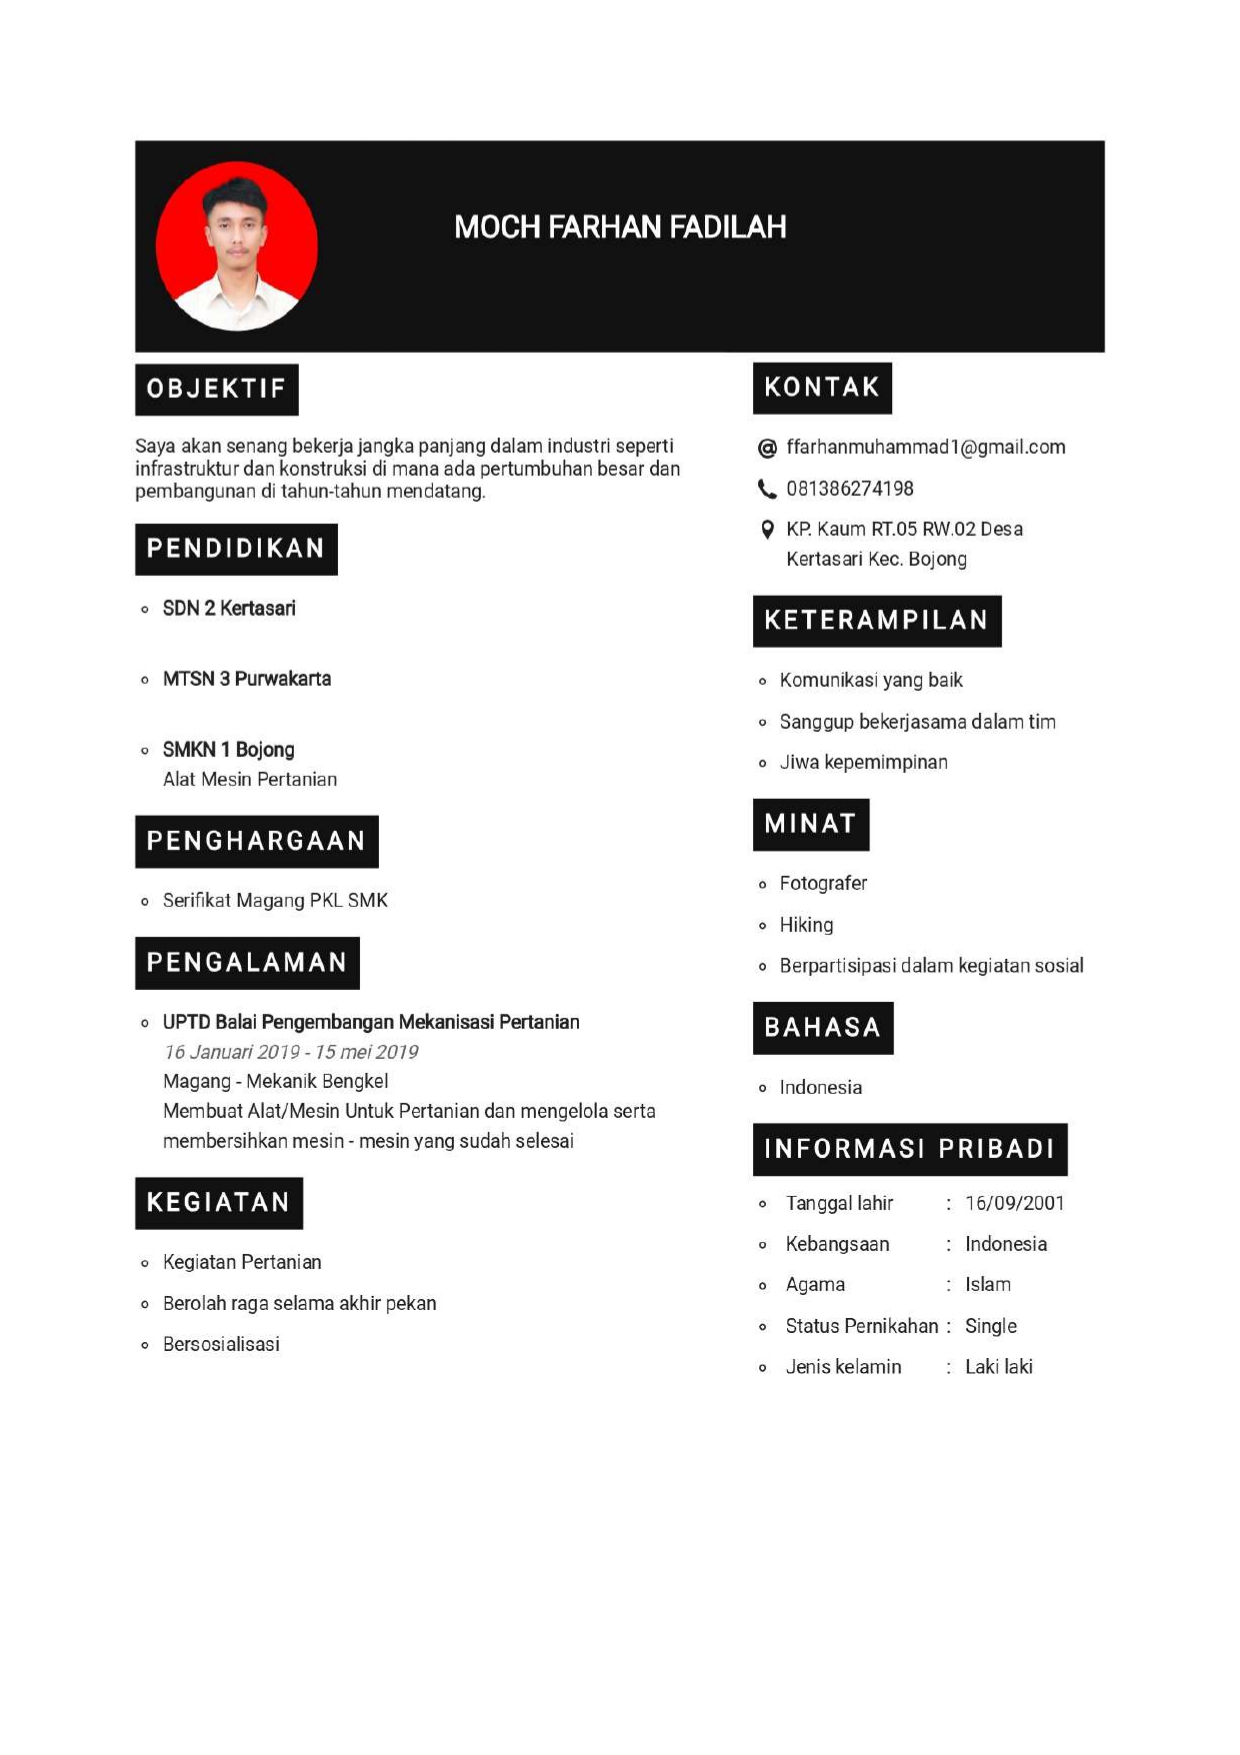 MOCH FARHAN FADILAH
OBJEKTIF
Saya akan senang bekerja jangka panjang dalam industri seperti
infrastruktur dan konstruksi di mana ada pertumbuhan besar dan
pembangunan di tahun-tahun mendatang.
PENDIDIKAN
SDN 2 Kertasari
MTSN 3 Purwakarta
SMKN 1 Bojong
Alat Mesin Pertanian
PENGHARGAAN
Serifikat Magang PKL SMK
PENGALAMAN
UPTD Balai Pengembangan Mekanisasi Pertanian
16 Januari 2019 - 15 mei 2019
Magang - Mekanik Bengkel
Membuat Alat/Mesin Untuk Pertanian dan mengelola serta
membersihkan mesin - mesin yang sudah selesai
KEGIATAN
Kegiatan Pertanian
Berolah raga selama akhir pekan
Bersosialisasi
KONTAK
ffarhanmuhammad1@gmail.com
081386274198
KP. Kaum RT.05 RW.02 Desa
Kertasari Kec. Bojong
KETERAMPILAN
Komunikasi yang baik
Sanggup bekerjasama dalam tim
Jiwa kepemimpinan
MINAT
Fotografer
Hiking
Berpartisipasi dalam kegiatan sosial
BAHASA
Indonesia
INFORMASI PRIBADI
Tanggal lahir : 16/09/2001
Kebangsaan : Indonesia
Agama : Islam
Status Pernikahan : Single
Jenis kelamin : Laki laki